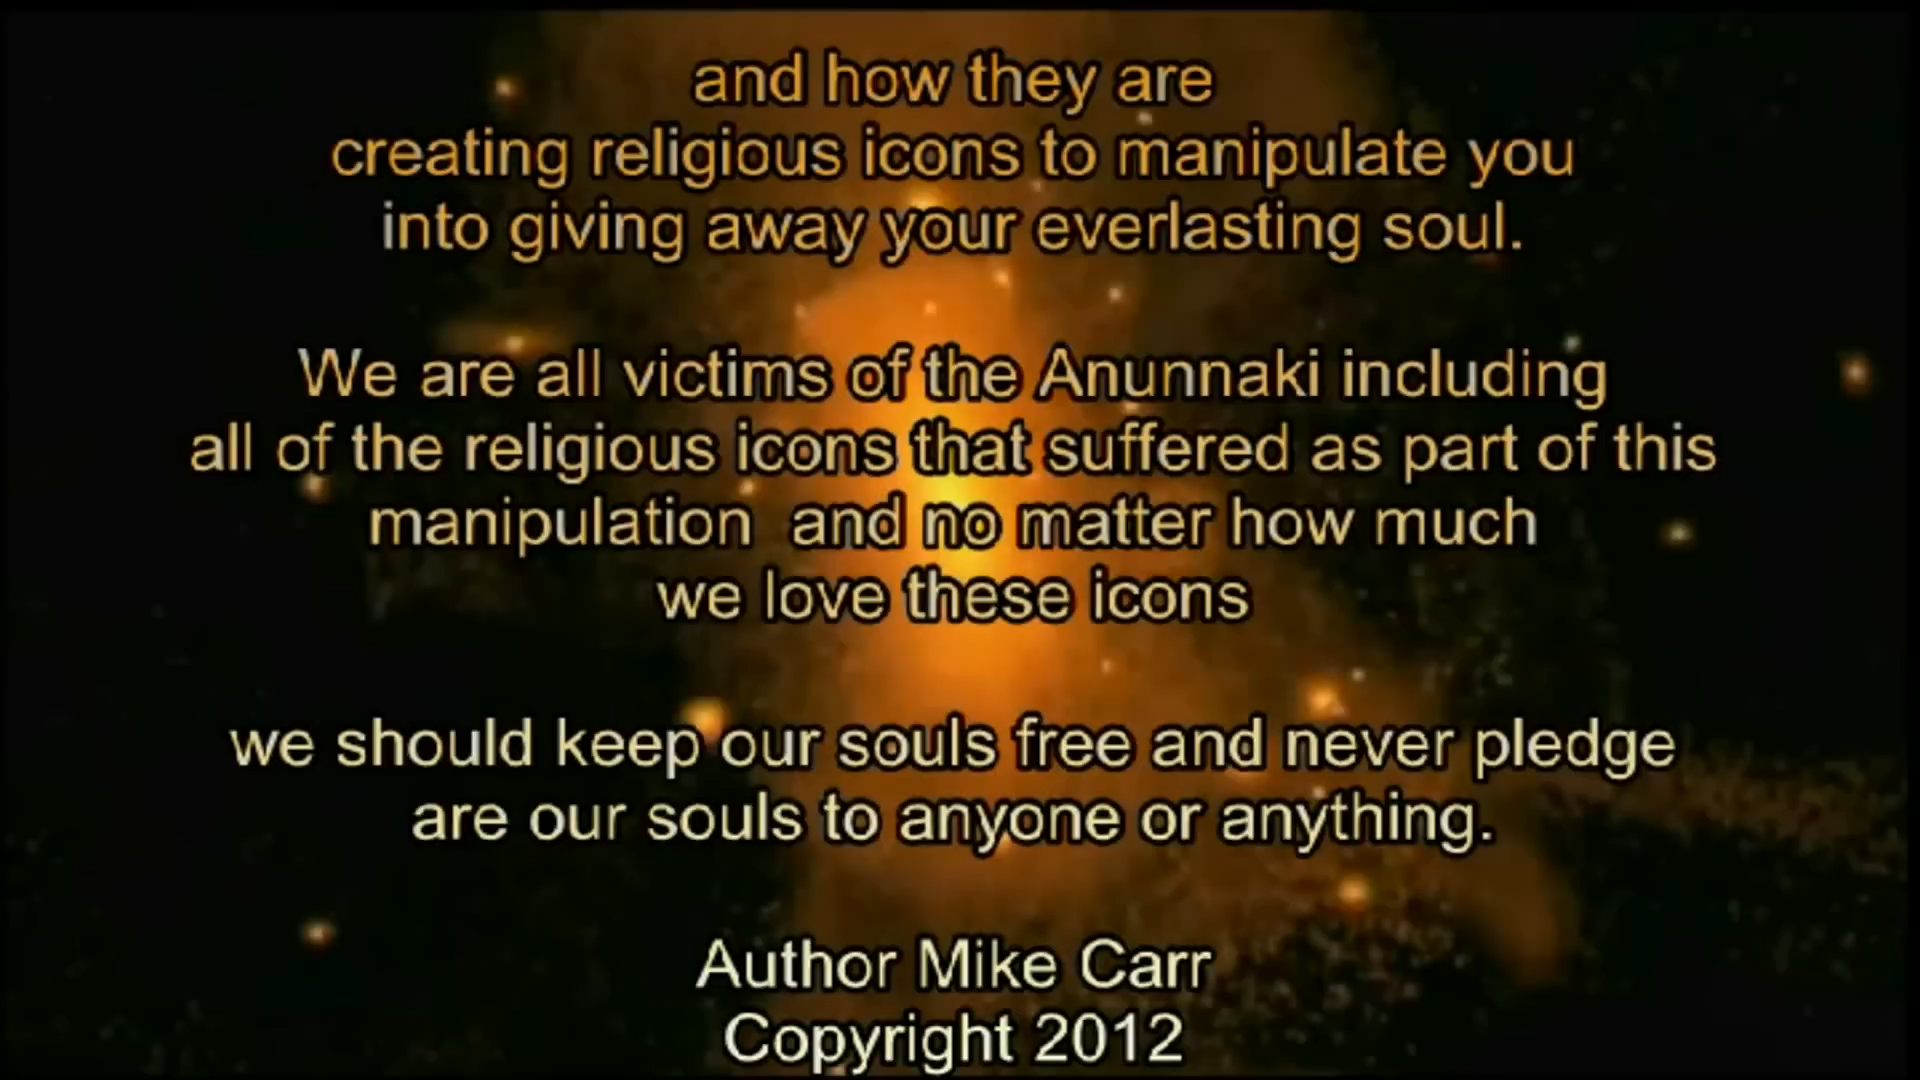 and how they are
creating religious icons to manipulate you
into giving away your everlasting soul.
We are all victims of the Anunnaki including
all of the religious icons that suffered as part of this
manipulation  and no matter how much
we love these icons
we should keep our souls free and never pledge
are our souls to anyone or anything.
Author Mike Carr
Copyright 2012